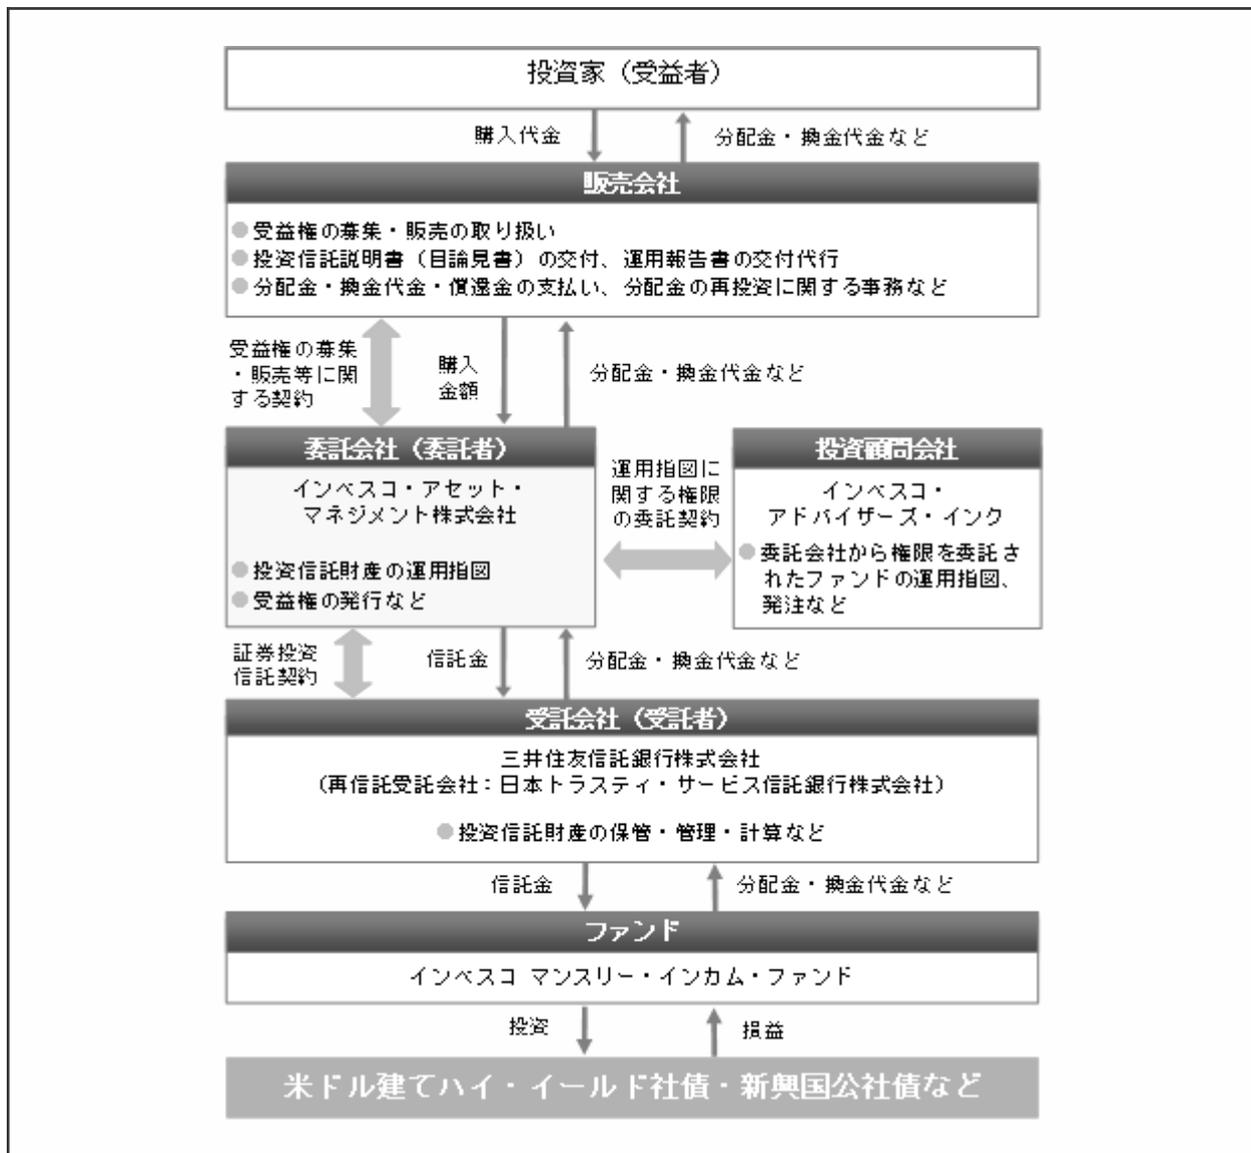 投資家（受益者）
購入代金
分配金・換金代金など
販売会社
●受益権の募集・販売の取り扱い
●投資信託説明書（目論見書）の交付、運用報告書の交付代行
●分配金・換金代金・償還金の支払い、分配金の再投資に関する事務など
受益権の募集
・販売等に関
する契約
購入
金額
分配金・換金代金など
委託会社（委託者）
インベスコ・アセット・
マネジメント株式会社
●投資信託財産の運用指図
●受益権の発行など
運用指図に
関する権限
の委託契約
投資顧問会社
インベスコ・
アドバイザーズ・インク
●委託会社から権限を委託さ
れたファンドの運用指図、
発注など
証券投資
信託契約
信託金
分配金・換金代金など
受託会社（受託者）
三井住友信託銀行株式会社
（再信託受託会社：日本トラスティ・サービス信託銀行株式会社）
●投資信託財産の保管・管理・計算など
信託金
分配金・換金代金など
ファンド
インベスコ マンスリー・インカム・ファンド
投資
損益
米ドル建てハイ・イールド社債・新興国公社債など